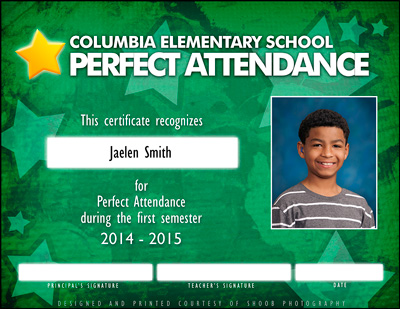 COLUMBIA ELEMENTARY SCHOOL
PERFECT ATTENDANCE
This certificate recognizes
Jaelen Smith
for
Perfect Attendance
during the first semester
2014 - 2015
PRINCIPAL'S SIGNATURE TEACHER'S SIGNATURE DATE
DESIGNED AND PRINTED COURTESY OF SHOOB PHOTOGRAPHY